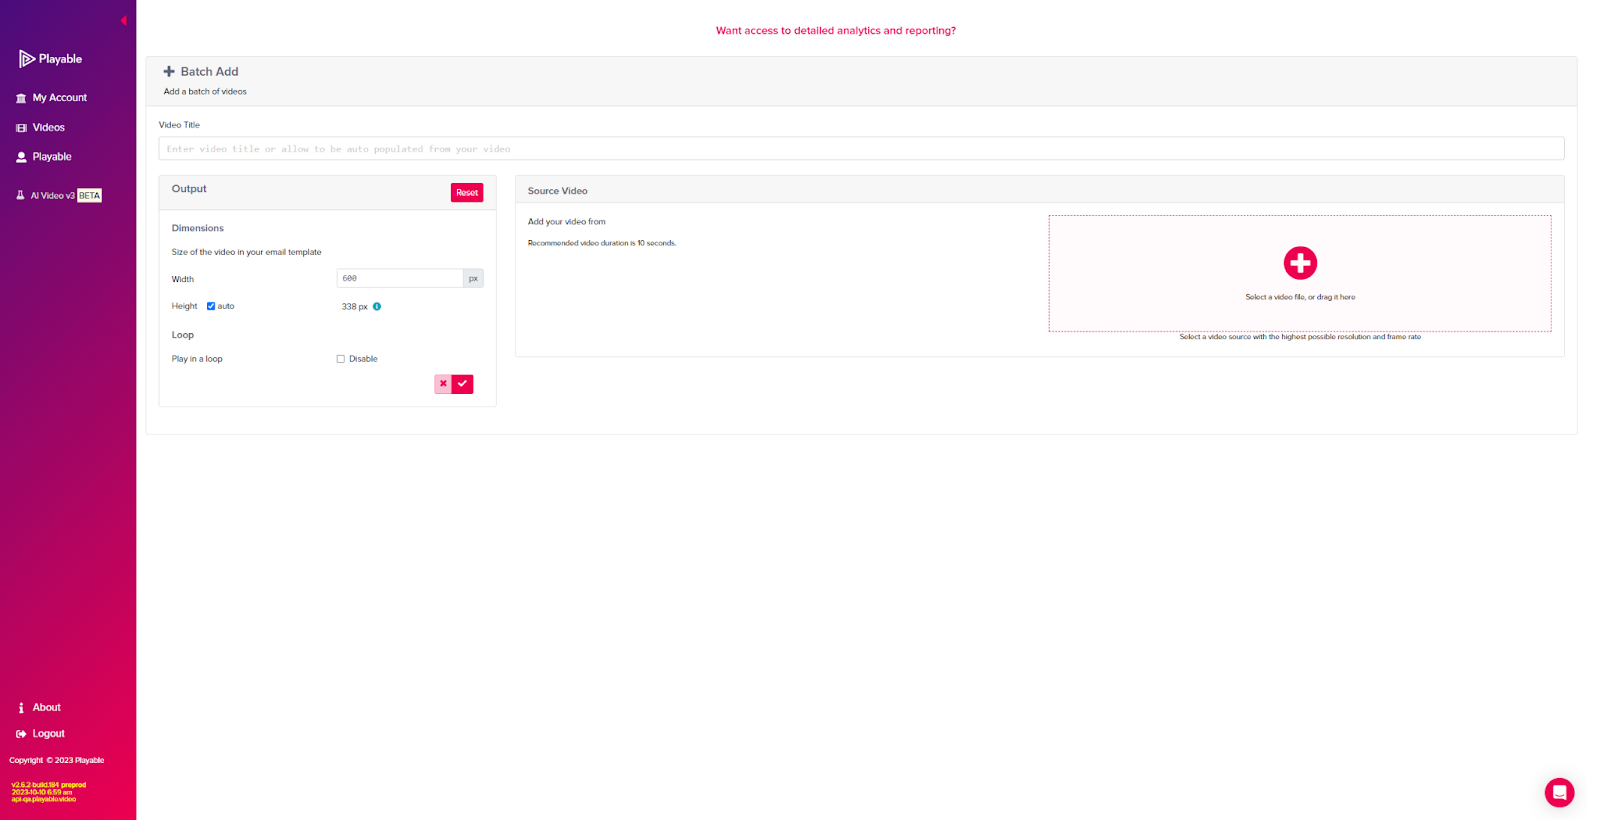 Want access to detailed analytics and reporting?
Playable
My Account
Videos
Playable
AI Video v3 BETA
Batch Add
Add a batch of videos
Video Title
Enter video title or allow to be auto populated from your video
Output
Reset
Dimensions
Size of the video in your email template
Width
600
px
Height
auto
338 px
Loop
Play in a loop
Disable
Source Video
Add your video from
Recommended video duration is 10 seconds.
Select a video file, or drag it here
Select a video source with the highest possible resolution and frame rate
About
Logout
Copyright © 2023 Playable
v2.6.2-build.184 preprod
2023-10-10 6:59 am
api-qa.playable.video